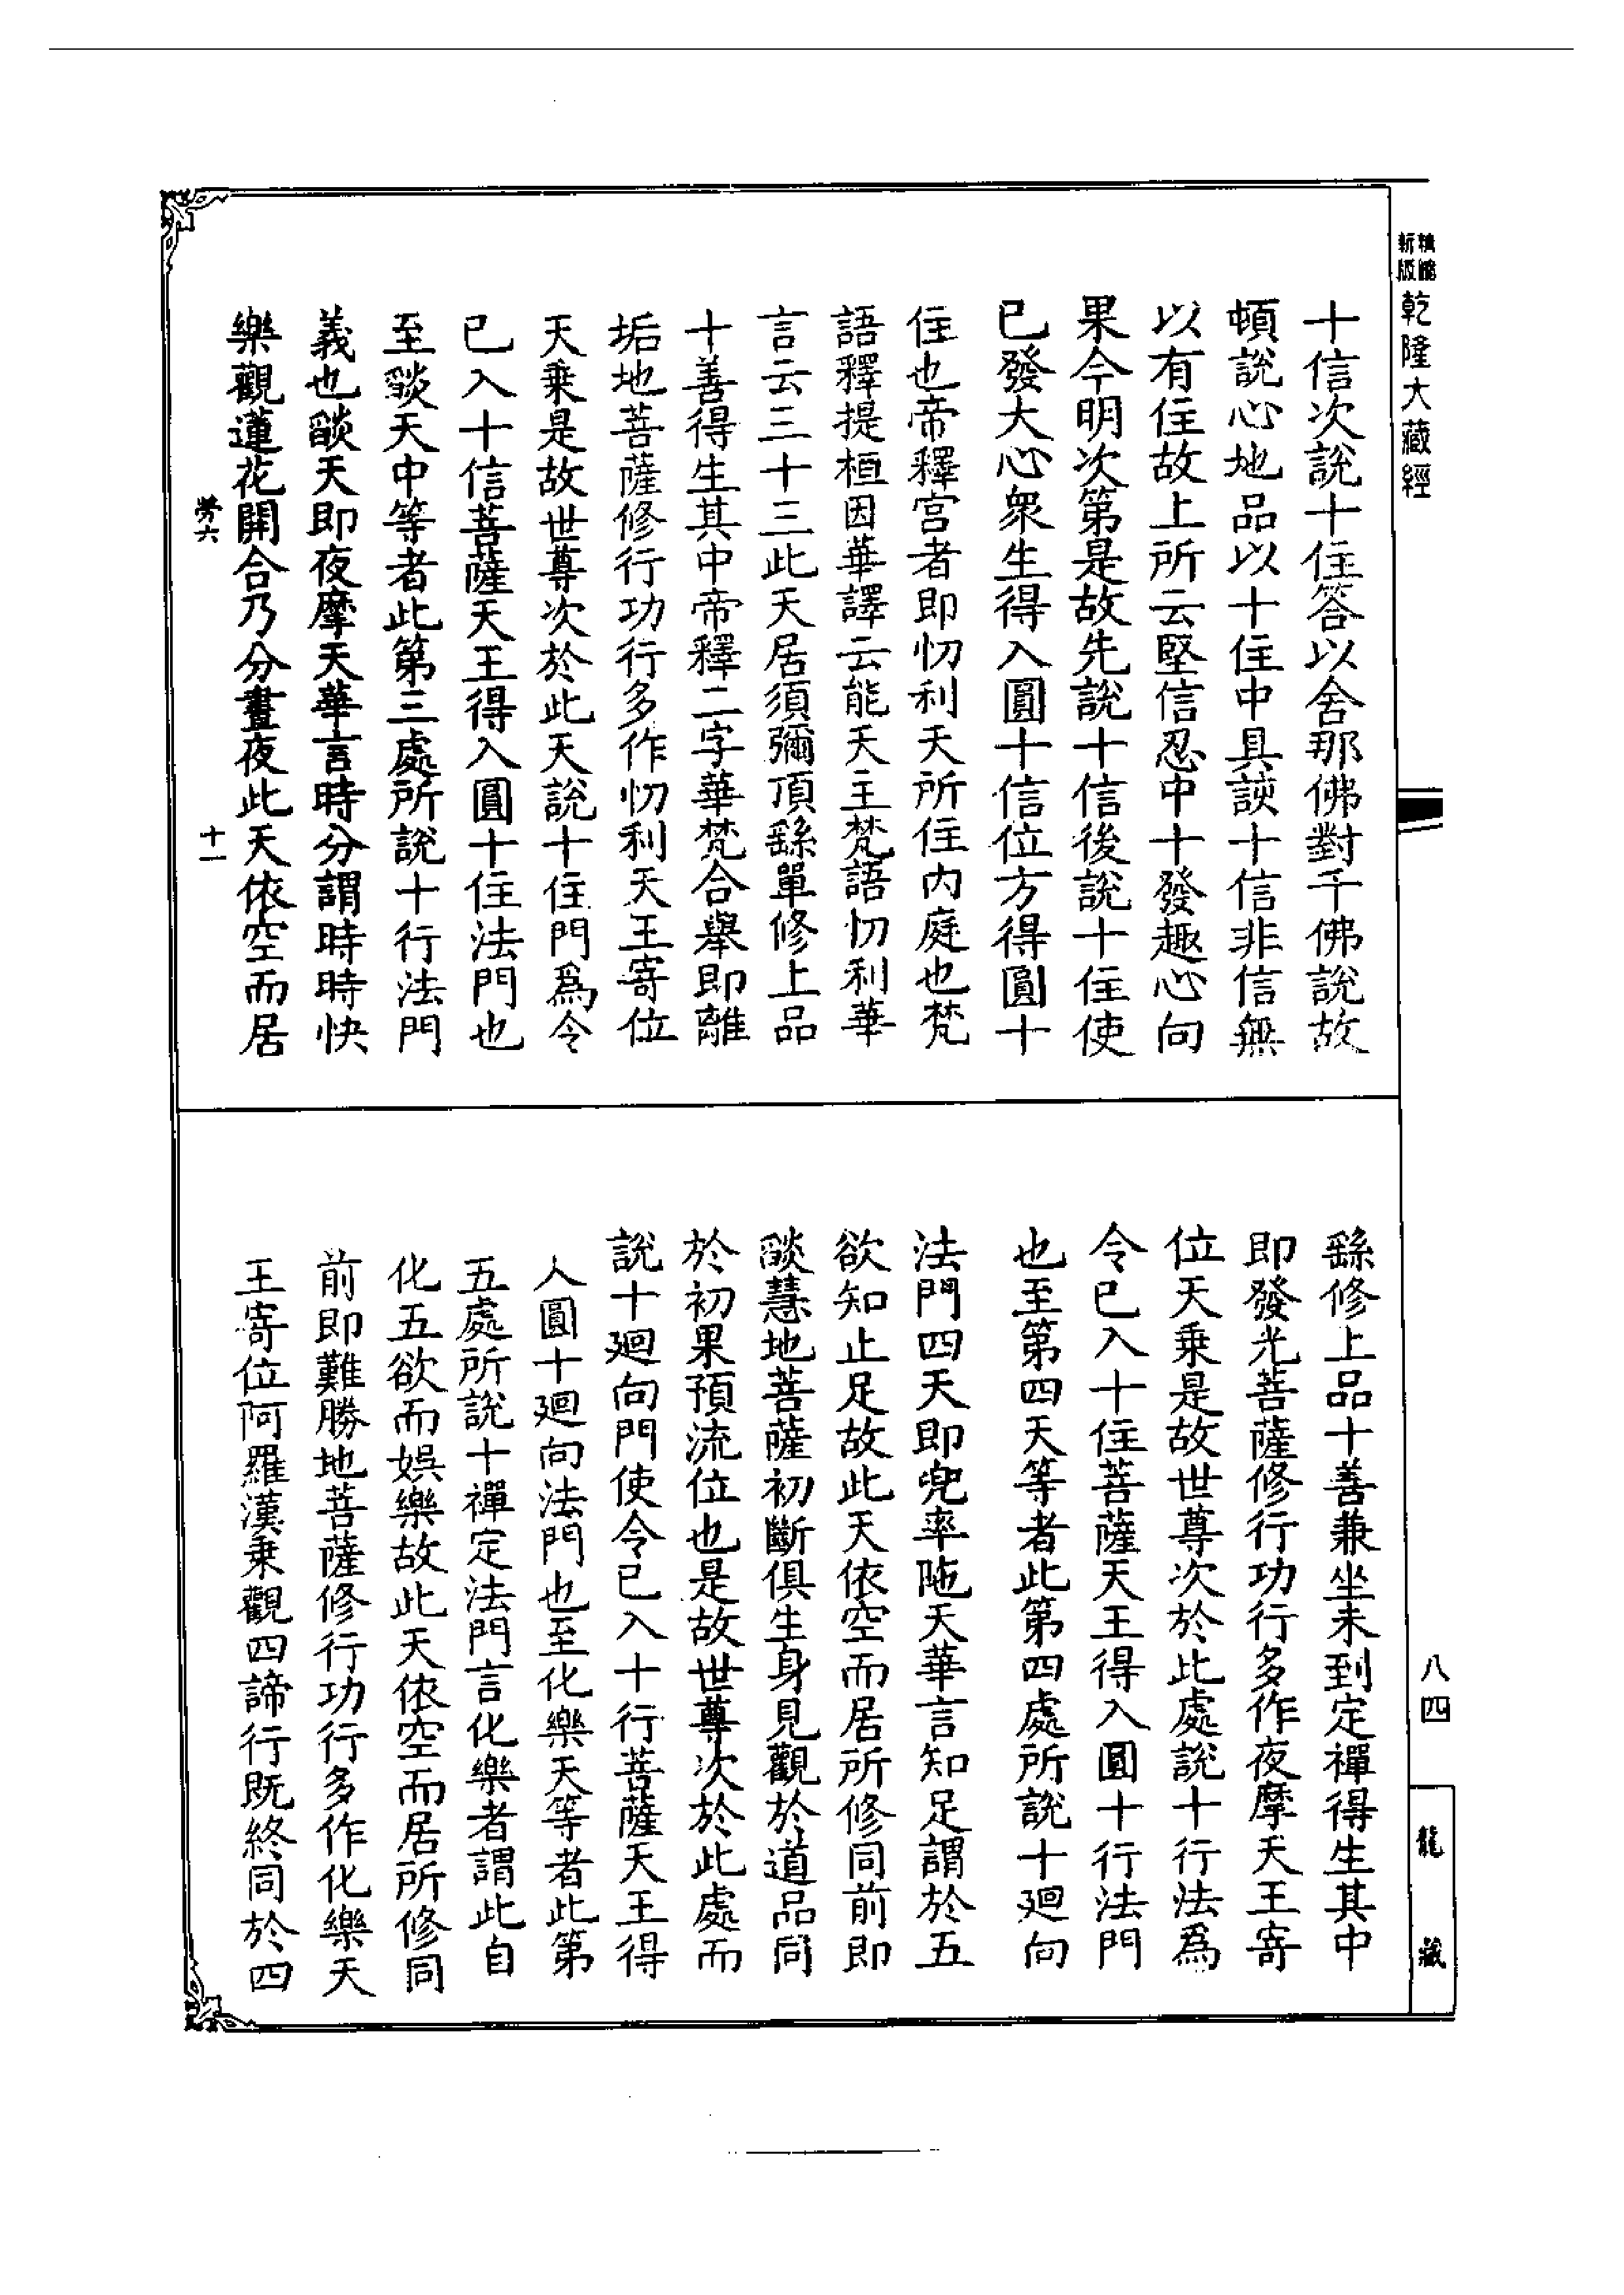 精縮
新版
乾隆大藏經
十信次說十住答以舍那佛對千佛說故
頓說心地品以十住中具談十信非信無
以有住故上所云堅信忍中十發趣心向
果今明次第是故先說十信後說十住使
已發大心衆生得入圓十信位方得圓十
住也帝釋宮者即忉利天所住內庭也梵
語釋提桓因華譯云能天主梵語忉利華
言云三十三此天居須彌頂繇單修上品
十善得生其中帝釋二字華梵合舉即離
垢地菩薩修行功行多作忉利天王寄位
天乘是故世尊次於此天說十住門爲令
已入十信菩薩天王得入圓十住法門也
至燄天中等者此第三處所說十行法門
義也燄天即夜摩天華言時分謂時時快
樂觀蓮花開合乃分晝夜此天依空而居
勞六
十一
繇修上品十善兼坐未到定禪得生其中
即發光菩薩修行功行多作夜摩天王寄
位天乘是故世尊次於此處說十行法爲
令已入十住菩薩天王得入圓十行法門
也至第四天等者此第四處所說十迴向
法門四天即兜率陁天華言知足謂於五
欲知止足故此天依空而居所修同前即
燄慧地菩薩初斷俱生身見觀於道品同
於初果預流位也是故世尊次於此處而
說十迴向門使令已入十行菩薩天王得
人圓十迴向法門也至化樂天等者此第
五處所說十禪定法門言化樂者謂此自
化五欲而娛樂故此天依空而居所修同
前即難勝地菩薩修行功行多作化樂天
王寄位阿羅漢乘觀四諦行既終同於四
八四
龍藏